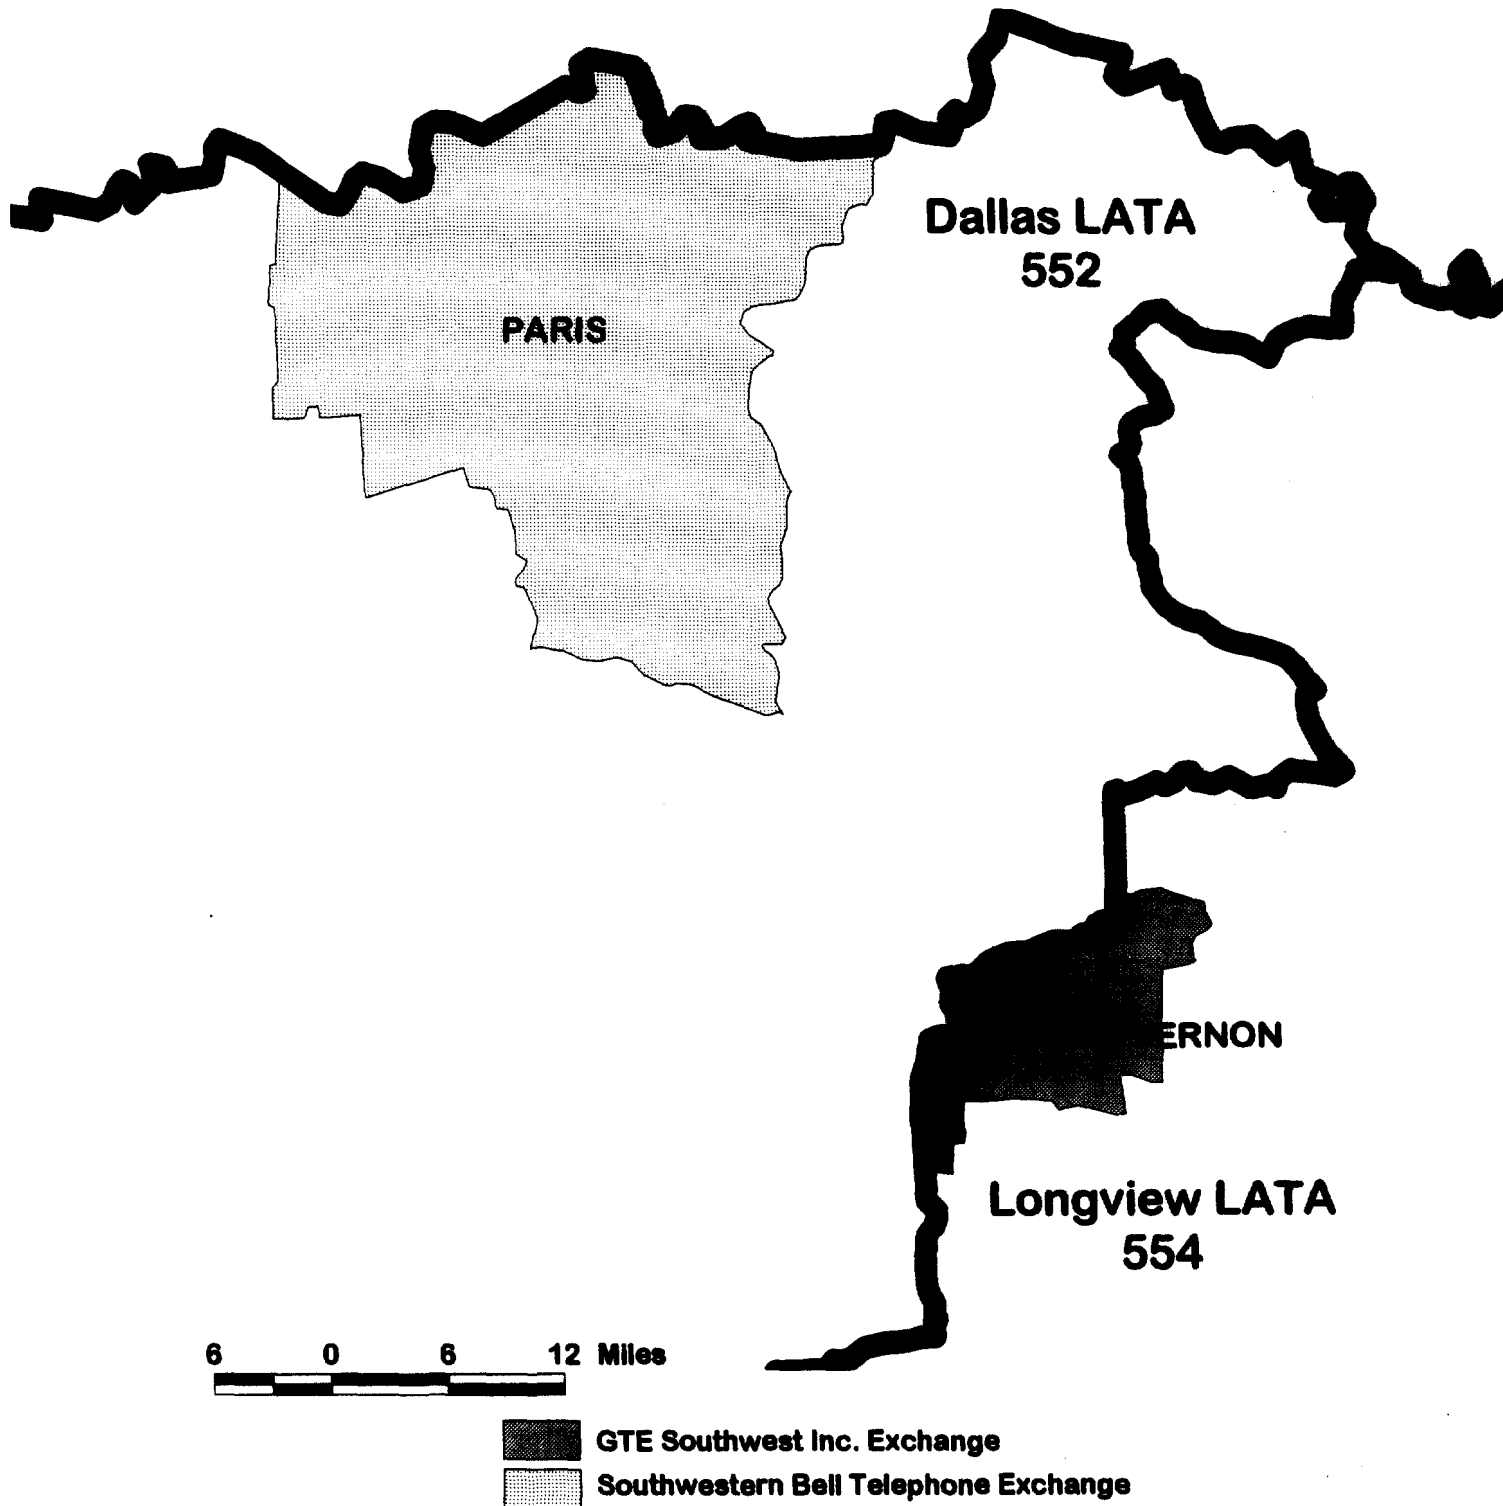 Dallas LATA
552
PARIS
ERNON
Longview LATA
554
6 0 6 12 Miles
GTE Southwest Inc. Exchange
Southwestern Bell Telephone Exchange